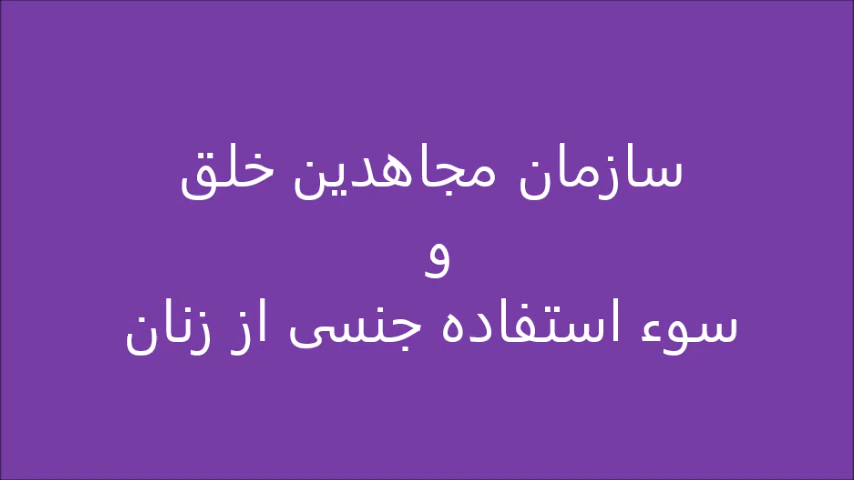 سازمان مجاهدین خلق
و
سوء استفاده جنسی از زنان